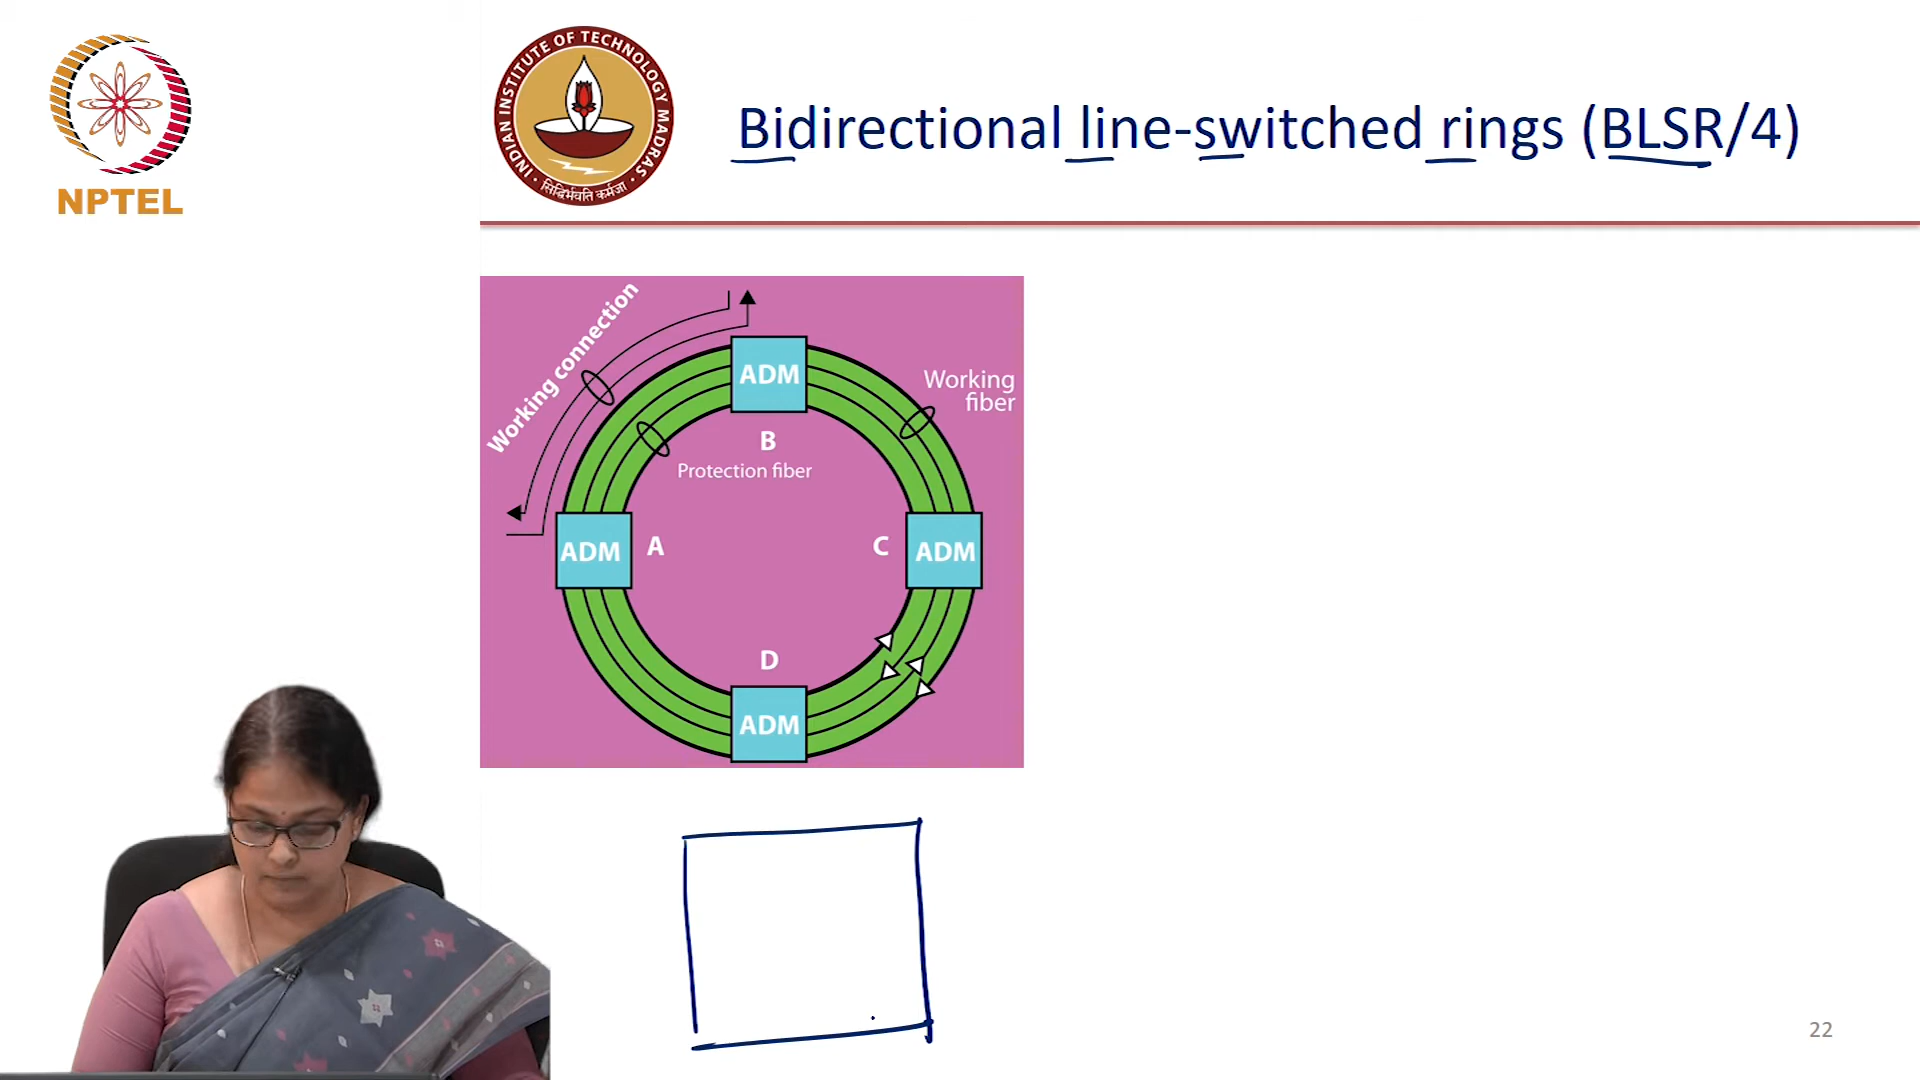 NPTEL
INDIAN INSTITUTE OF TECHNOLOGY MADRAS
सिद्धिर्भवति कर्मजा
Bidirectional line-switched rings (BLSR/4)
Working connection
ADM
B
Protection fiber
Working
fiber
ADM
A
C
ADM
D
ADM
22